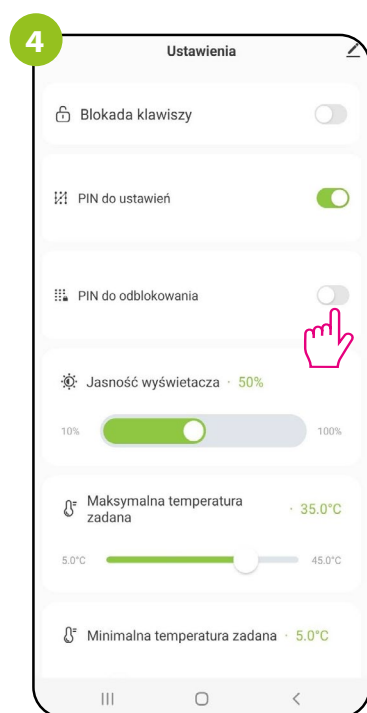 4
Ustawienia
Blokada klawiszy
PIN do ustawień
PIN do odblokowania
Jasność wyświetacza · 50%
10%
100%
Maksymalna temperatura
zadana
· 35.0°C
5.0°C
45.0°C
Minimalna temperatura zadana · 5.0°C